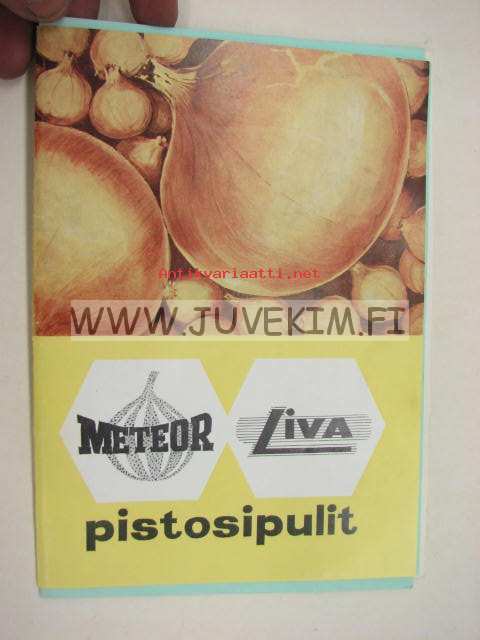 Antikvariaatti.net
WWW.JUVEKIM.FI
METEOR
LIVA
pistosipulit